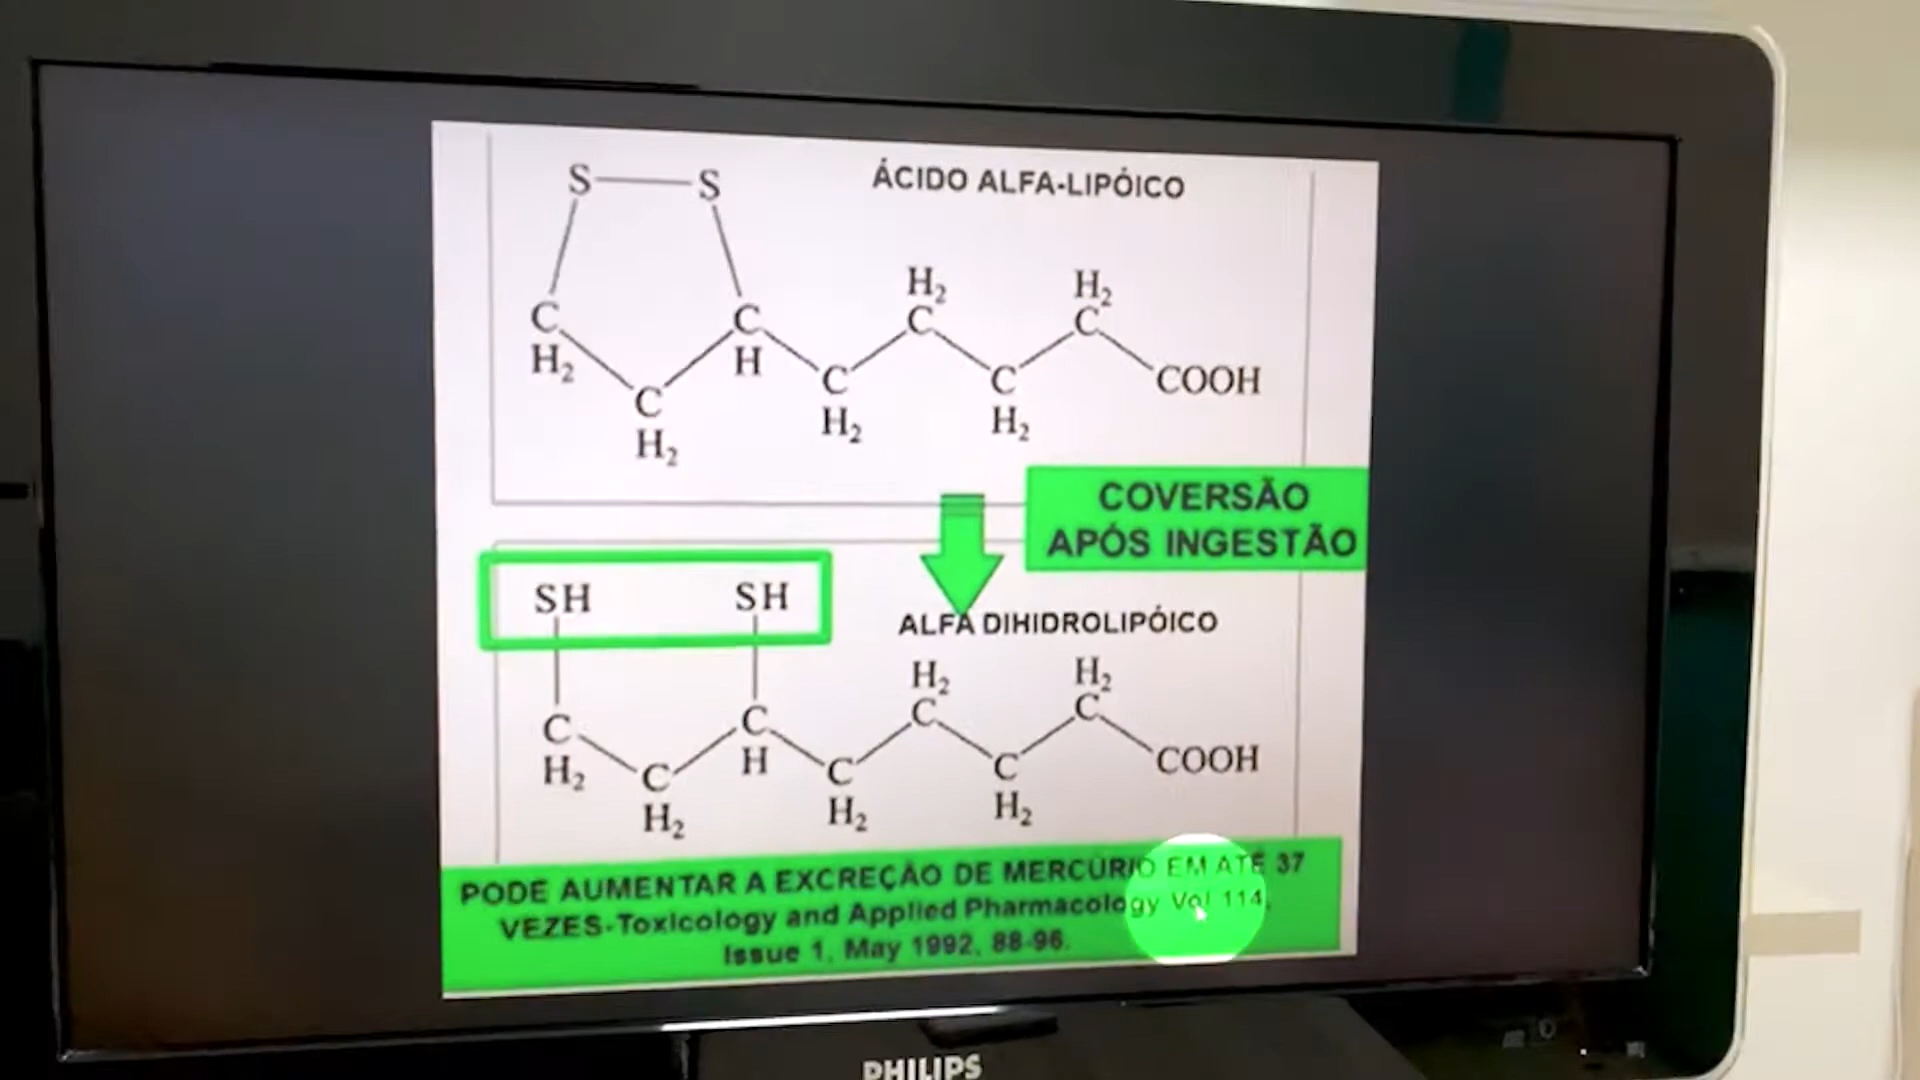 S S
ÁCIDO ALFA-LIPÓICO
H2 H2
C C C C
H2 H C C COOH
C H2 H2
H2
COVERSÃO
APÓS INGESTÃO
SH SH
ALFA DIHIDROLIPÓICO
H2 H2
C C C C
H2 C H C C COOH
H2 H2 H2
PODE AUMENTAR A EXCREÇÃO DE MERCÚRIO EM ATÉ 37
VEZES-Toxicology and Applied Pharmacology Vol 114,
Issue 1, May 1992, 88-96.
PHILIPS